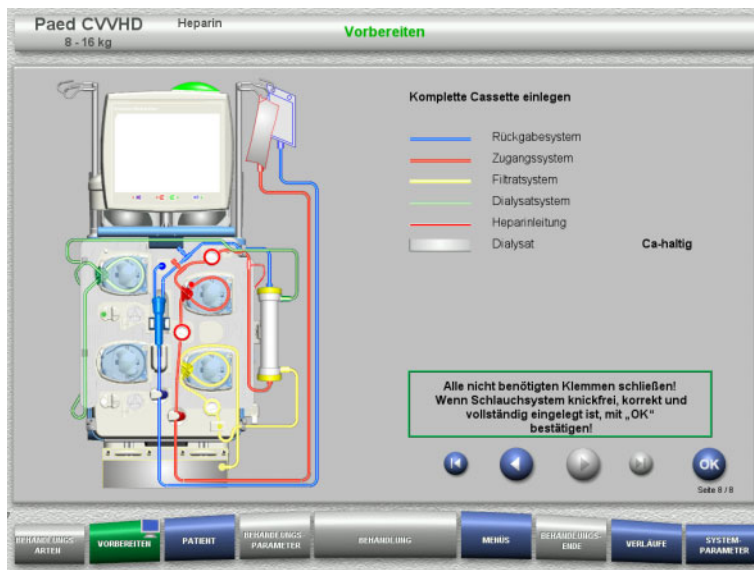 Paed CVVHD
Heparin
8 - 16 kg
Vorbereiten
Komplette Cassette einlegen
Rückgabesystem
Zugangssystem
Filtratsystem
Dialysatsystem
Heparinleitung
Dialysat Ca-haltig
Alle nicht benötigten Klemmen schließen!
Wenn Schlauchsystem knickfrei, korrekt und
vollständig eingelegt ist, mit „OK“
bestätigen!
OK
Seite 8 / 8
BEHANDLUNGS-
ARTEN
VORBEREITEN
PATIENT
BEHANDLUNGS-
PARAMETER
BEHANDLUNG
MENÜS
BEHANDLUNGS-
ENDE
VERLÄUFE
SYSTEM-
PARAMETER